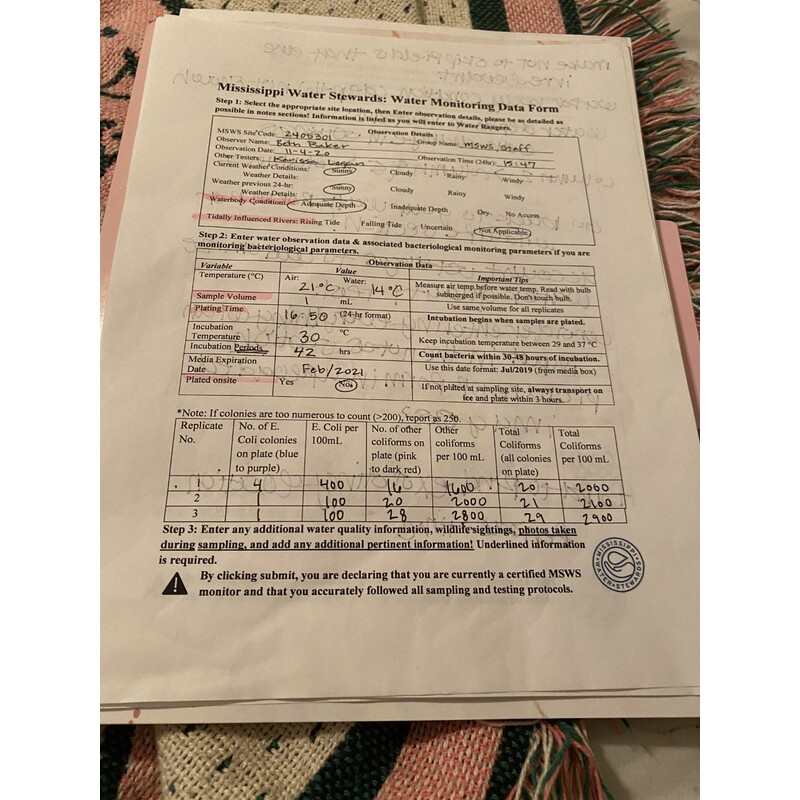 Mississippi Water Stewards: Water Monitoring Data Form
Step 1: Select the appropriate site location, then Enter observation details, please be as detailed as
possible in notes sections! Information is listed as you will enter to Water Rangers.
Observation Details
MSWS Site Code: 2405301
Observer Name: Beth Baker Group Name: MSWS Staff
Observation Date: 11-4-20 Observation Time (24hr): 15:47
Other Testers: Karissa
Current Weather Conditions: Sunny Cloudy Rainy Windy
Weather Details:
Weather previous 24-hr: Sunny Cloudy Rainy Windy
Weather Details:
Waterbody Condition: Adequate Depth Inadequate Depth Dry No Access
Tidally Influenced Rivers: Rising Tide Falling Tide Uncertain Not Applicable
Step 2: Enter water observation data & associated bacteriological monitoring parameters if you are
monitoring bacteriological parameters.
Observation Data
Variable Value Important Tips
Temperature (°C) Air: 21°C Water: 14°C Measure air temp before water temp. Read with bulb
submerged if possible. Don't touch bulb.
Sample Volume 1 mL Use same volume for all replicates
Plating Time 16:50 (24-hr format) Incubation begins when samples are plated.
Incubation
Temperature 30 °C Keep incubation temperature between 29 and 37 °C
Incubation Periods 42 hrs Count bacteria within 30-48 hours of incubation.
Media Expiration
Date Feb/2021 Use this date format: Jul/2019 (from media box)
Plated onsite Yes No If not plated at sampling site, always transport on
ice and plate within 3 hours.
*Note: If colonies are too numerous to count (>200), report as 250.
Replicate No. of E. E. Coli per No. of other Other Total Total
No. Coli colonies 100mL coliforms on coliforms Coliforms Coliforms
on plate (blue plate (pink per 100 mL (all colonies per 100 mL
to purple) to dark red) on plate)
1 4 400 16 1600 20 2000
2 1 100 20 2000 21 2100
3 1 100 28 2800 29 2900
Step 3: Enter any additional water quality information, wildlife sightings, photos taken
during sampling, and add any additional pertinent information! Underlined information
is required.
By clicking submit, you are declaring that you are currently a certified MSWS
monitor and that you accurately followed all sampling and testing protocols.
MISSISSIPPI WATER STEWARDS